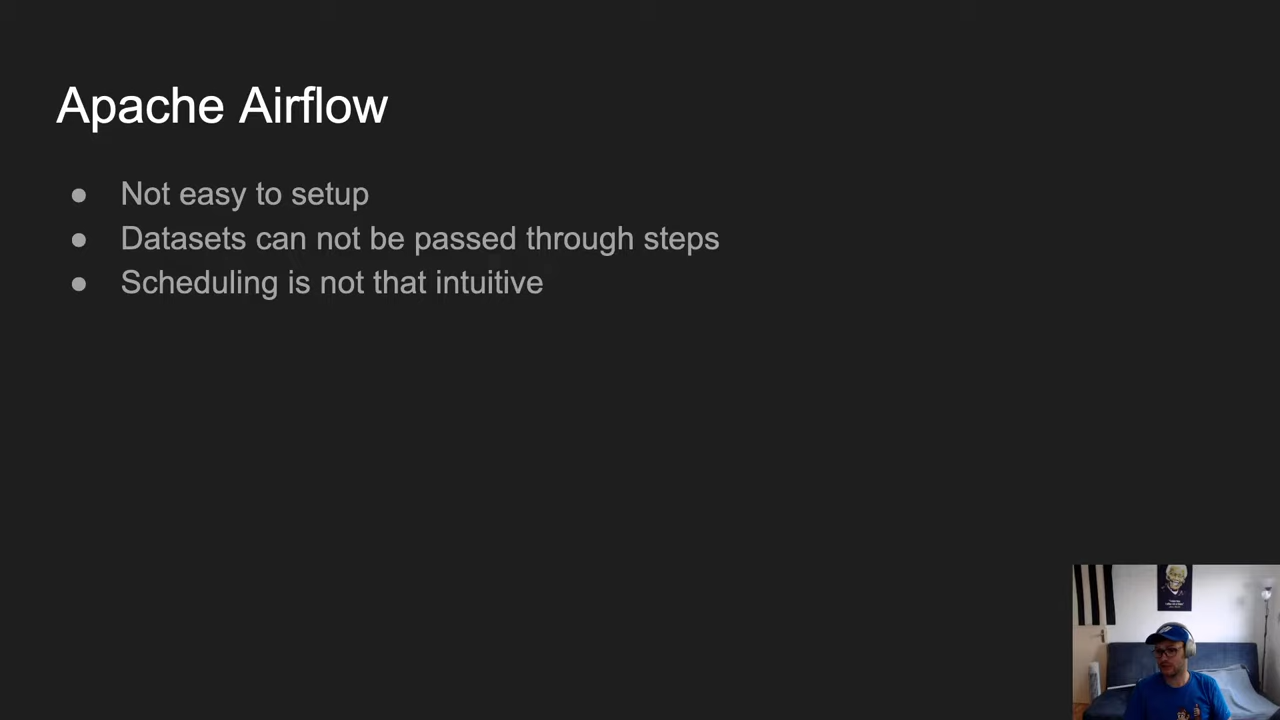 Apache Airflow
● Not easy to setup
● Datasets can not be passed through steps
● Scheduling is not that intuitive